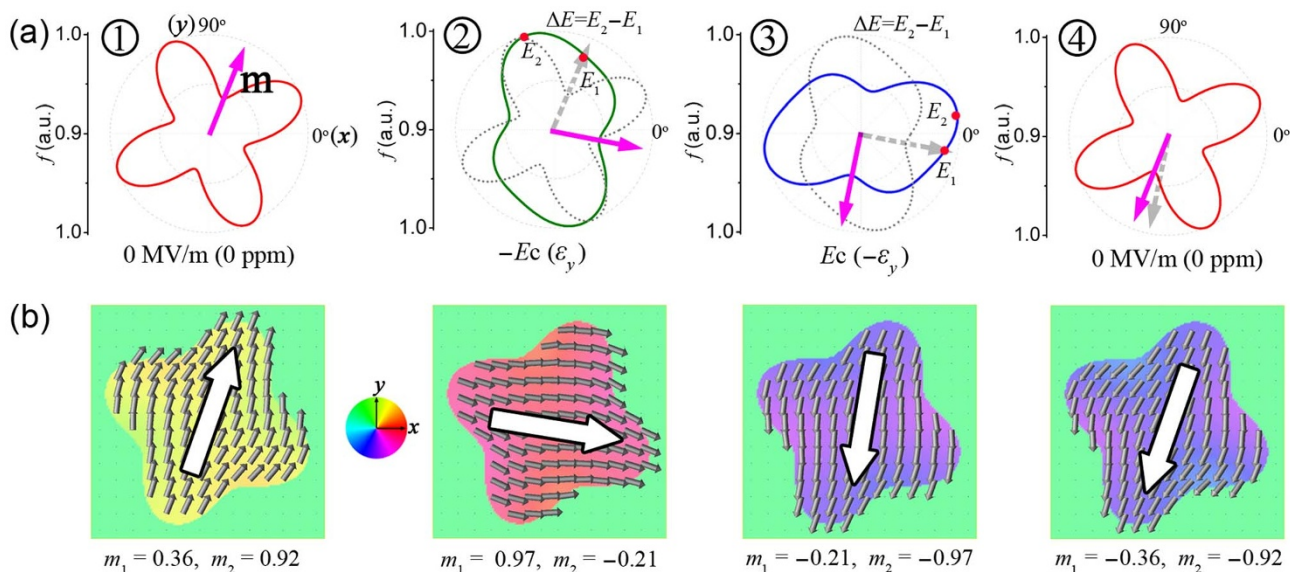 (a)
1
(y) 90°
1.0
f (a.u.)
0.9
1.0
m
0° (x)
0 MV/m (0 ppm)
2
ΔE=E₂−E₁
1.0
f (a.u.)
0.9
1.0
E₂
E₁
0°
−Ec (εᵧ)
3
ΔE=E₂−E₁
1.0
f (a.u.)
0.9
1.0
E₂
0°
E₁
Ec (−εᵧ)
4
90°
1.0
f (a.u.)
0.9
1.0
0°
0 MV/m (0 ppm)
(b)
y
x
m₁ = 0.36, m₂ = 0.92
m₁ = 0.97, m₂ = −0.21
m₁ = −0.21, m₂ = −0.97
m₁ = −0.36, m₂ = −0.92